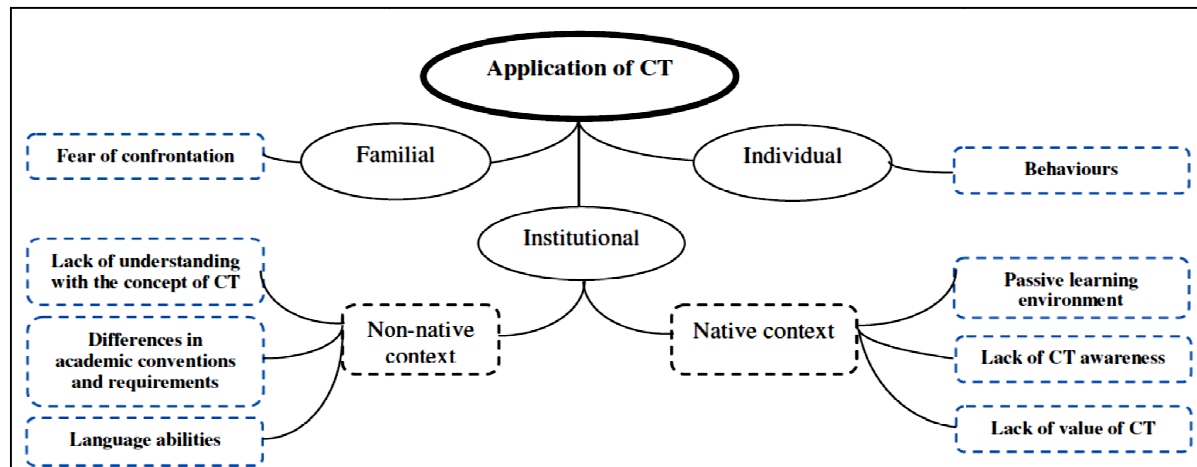 Application of CT
Fear of confrontation
Familial
Individual
Behaviours
Institutional
Lack of understanding
with the concept of CT
Differences in
academic conventions
and requirements
Language abilities
Non-native
context
Native context
Passive learning
environment
Lack of CT awareness
Lack of value of CT